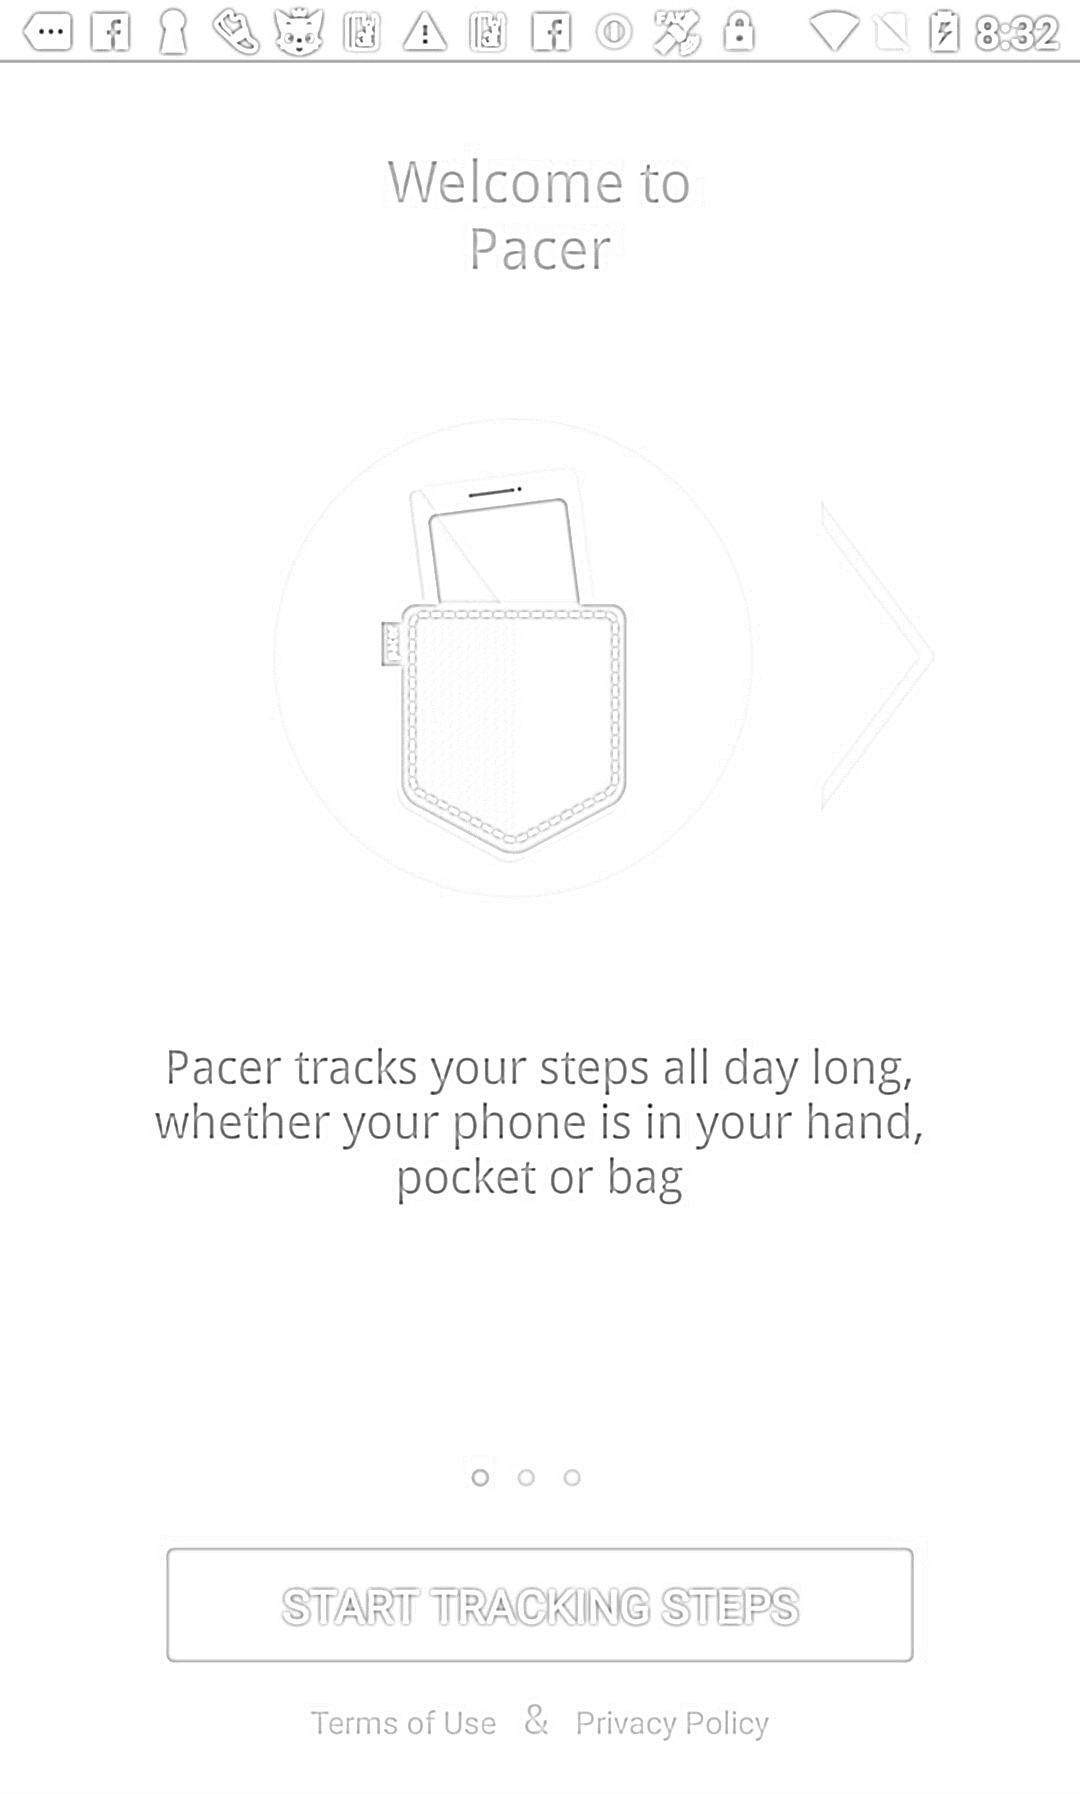 8:32
Welcome to
Pacer
Pacer tracks your steps all day long,
whether your phone is in your hand,
pocket or bag
START TRACKING STEPS
Terms of Use & Privacy Policy